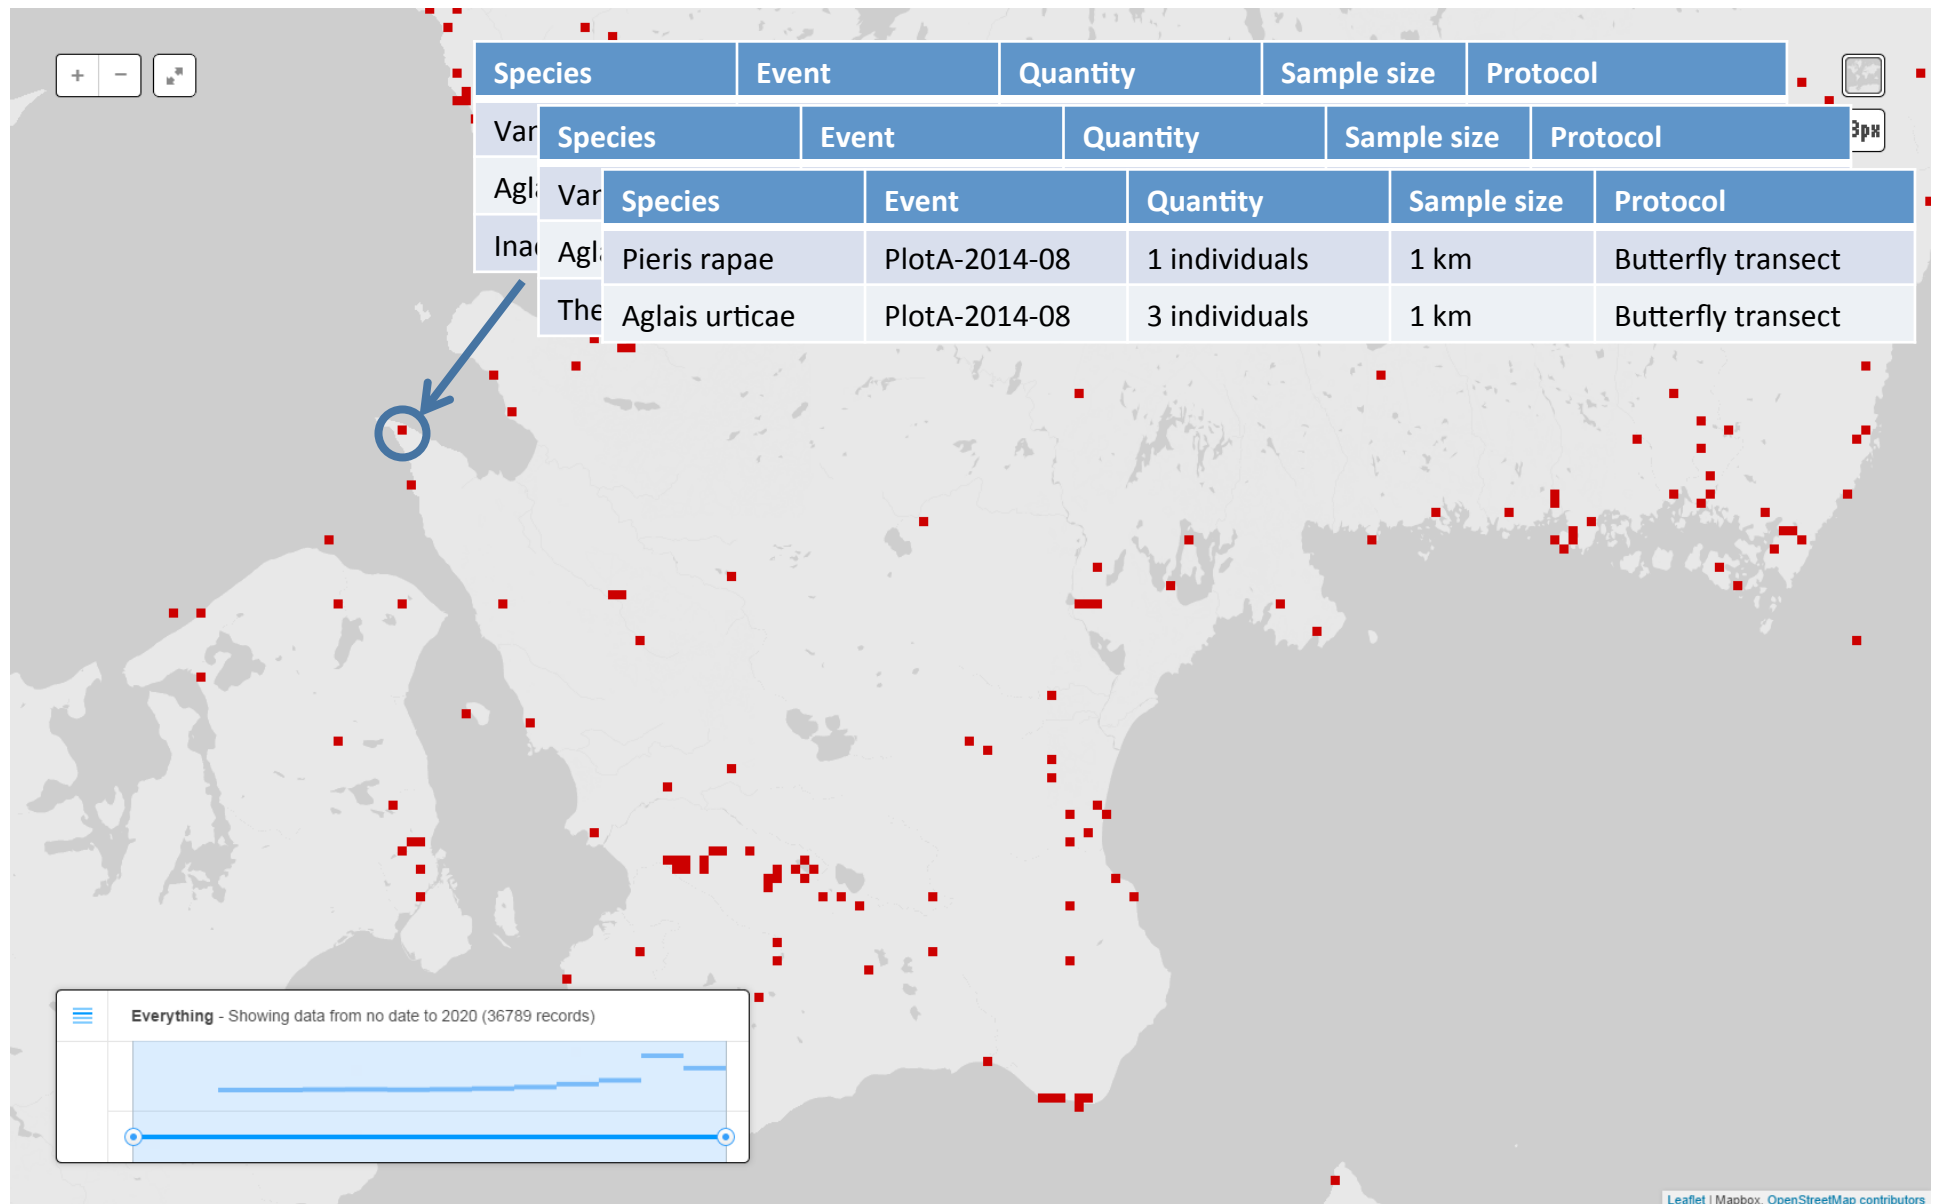 + −
Species Event Quantity Sample size Protocol
Var
Species Event Quantity Sample size Protocol
3px
Agl
Var
Species Event Quantity Sample size Protocol
Ina
Agl
Pieris rapae PlotA-2014-08 1 individuals 1 km Butterfly transect
The
Aglais urticae PlotA-2014-08 3 individuals 1 km Butterfly transect
Everything - Showing data from no date to 2020 (36789 records)
Leaflet | Mapbox, OpenStreetMap contributors